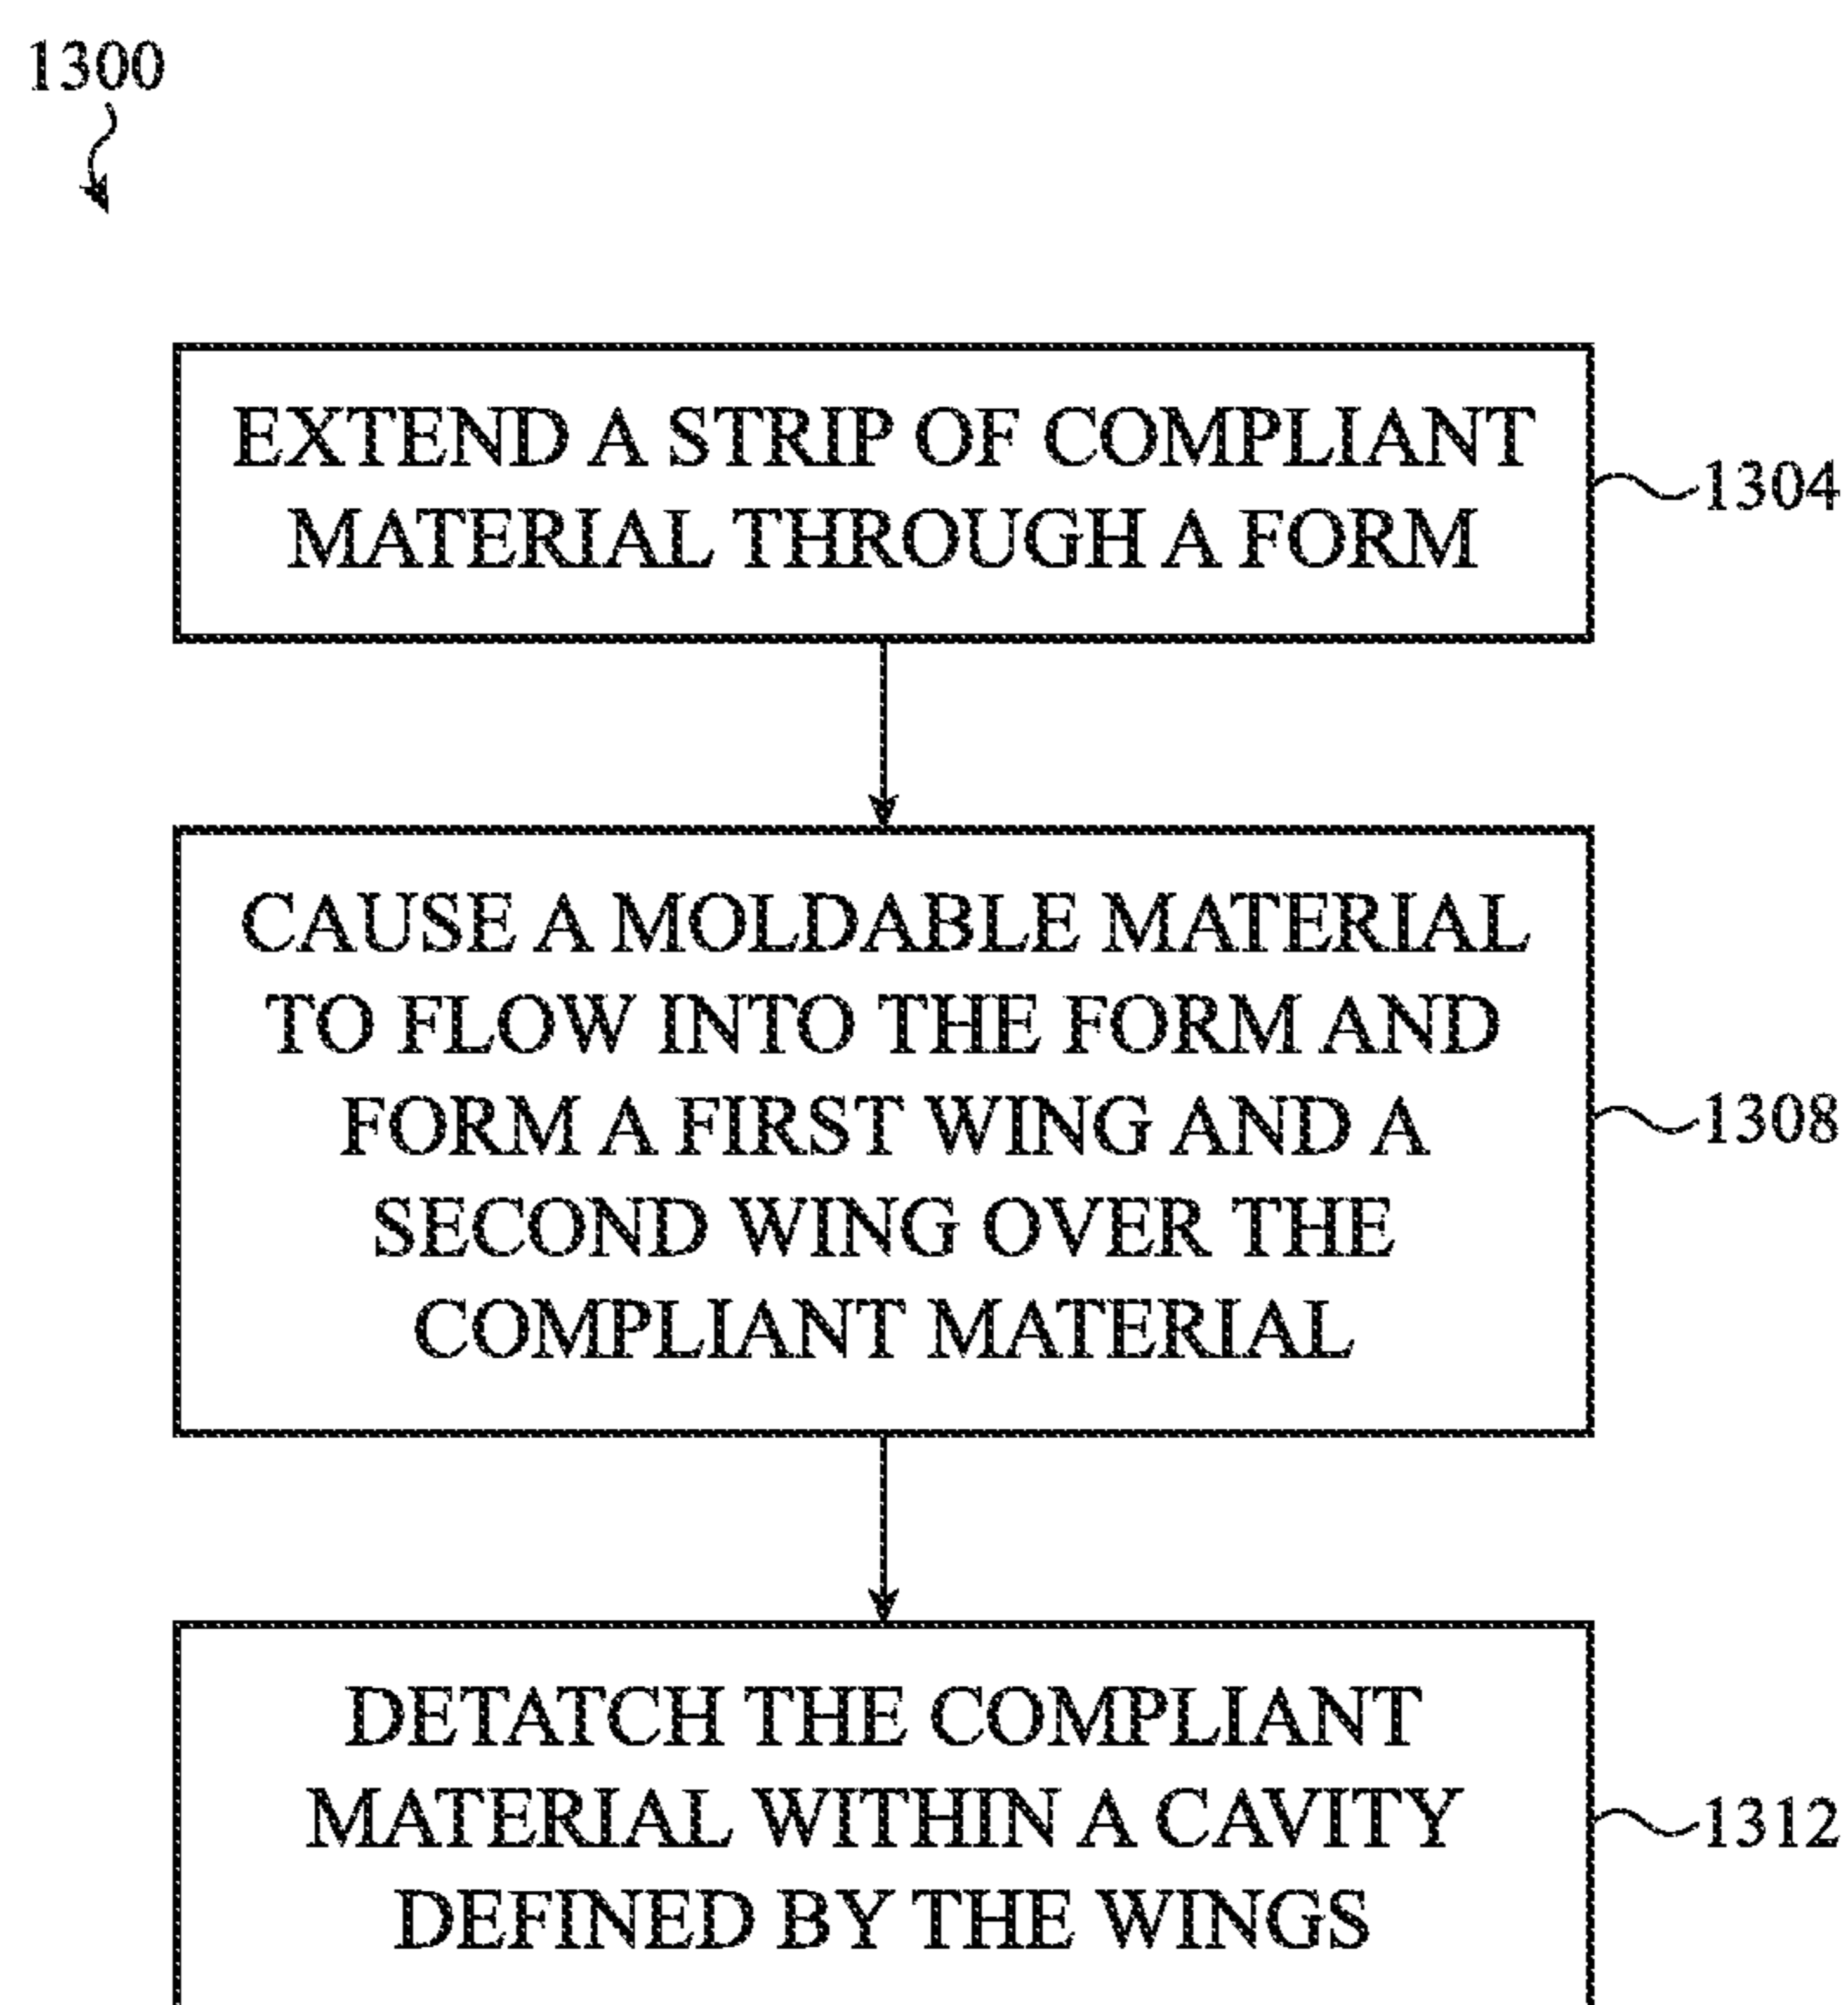 1300
EXTEND A STRIP OF COMPLIANT
MATERIAL THROUGH A FORM
1304
CAUSE A MOLDABLE MATERIAL
TO FLOW INTO THE FORM AND
FORM A FIRST WING AND A
SECOND WING OVER THE
COMPLIANT MATERIAL
1308
DETATCH THE COMPLIANT
MATERIAL WITHIN A CAVITY
DEFINED BY THE WINGS
1312